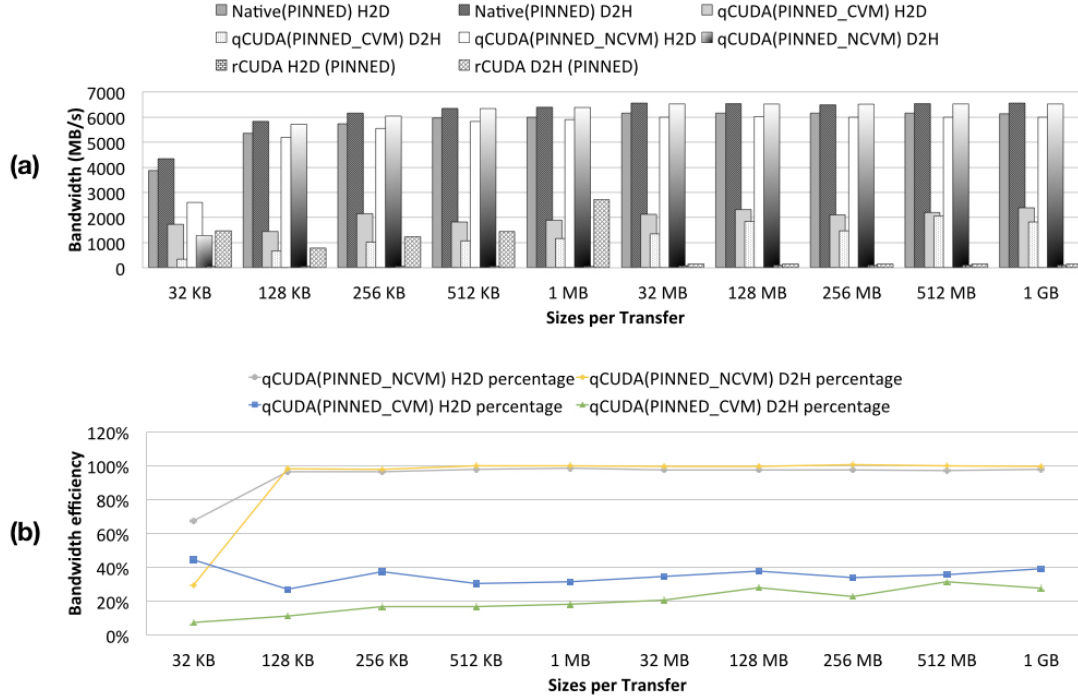 Native(PINNED) H2D Native(PINNED) D2H qCUDA(PINNED_CVM) H2D
qCUDA(PINNED_CVM) D2H qCUDA(PINNED_NCVM) H2D qCUDA(PINNED_NCVM) D2H
rCUDA H2D (PINNED) rCUDA D2H (PINNED)
(a)
Bandwidth (MB/s)
7000
6000
5000
4000
3000
2000
1000
0
32 KB 128 KB 256 KB 512 KB 1 MB 32 MB 128 MB 256 MB 512 MB 1 GB
Sizes per Transfer
qCUDA(PINNED_NCVM) H2D percentage qCUDA(PINNED_NCVM) D2H percentage
qCUDA(PINNED_CVM) H2D percentage qCUDA(PINNED_CVM) D2H percentage
(b)
Bandwidth efficiency
120%
100%
80%
60%
40%
20%
0%
32 KB 128 KB 256 KB 512 KB 1 MB 32 MB 128 MB 256 MB 512 MB 1 GB
Sizes per Transfer